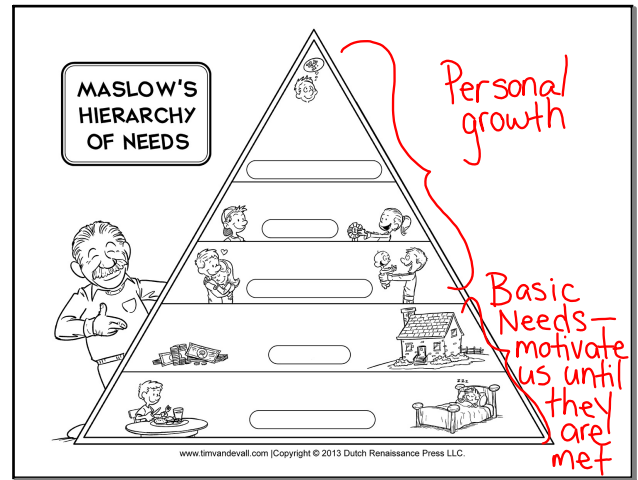 MASLOW'S
HIERARCHY
OF NEEDS
Personal
growth
Basic
Needs—
motivate
us until
they
are
met
zzz
www.timvandevall.com |Copyright © 2013 Dutch Renaissance Press LLC.